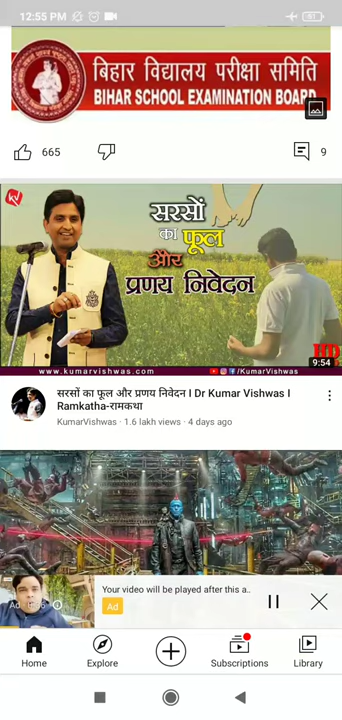 12:55 PM
61
बिहार विद्यालय परीक्षा समिति
BIHAR SCHOOL EXAMINATION BOARD
665
9
सरसों
का फूल
और
प्रणय निवेदन
HD
9:54
www.kumarvishwas.com
/KumarVishwas
सरसों का फूल और प्रणय निवेदन I Dr Kumar Vishwas I
Ramkatha-रामकथा
KumarVishwas · 1.6 lakh views · 4 days ago
Your video will be played after this a..
Ad
Home
Explore
Subscriptions
Library